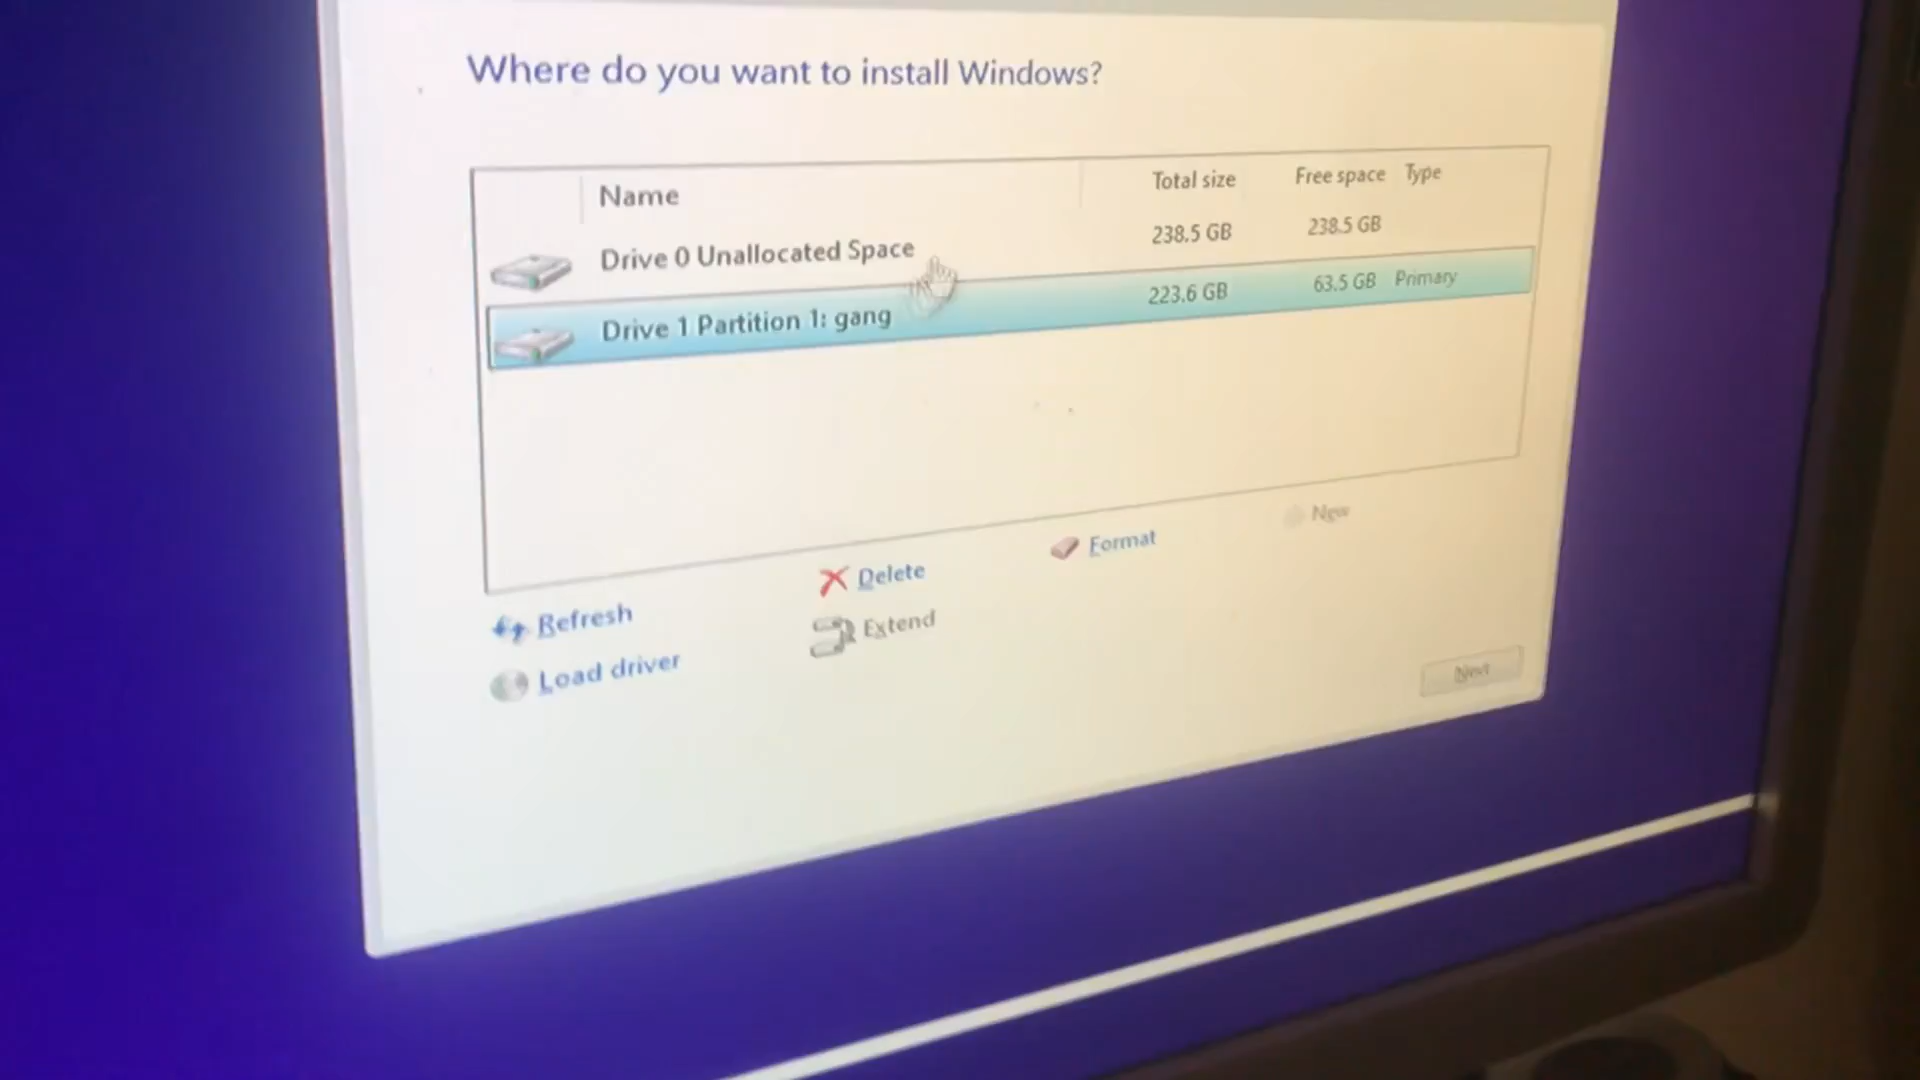 Where do you want to install Windows?
Name Total size Free space Type
Drive 0 Unallocated Space 238.5 GB 238.5 GB
Drive 1 Partition 1: gang 223.6 GB 63.5 GB Primary
Refresh Delete Format New
Load driver Extend
Next